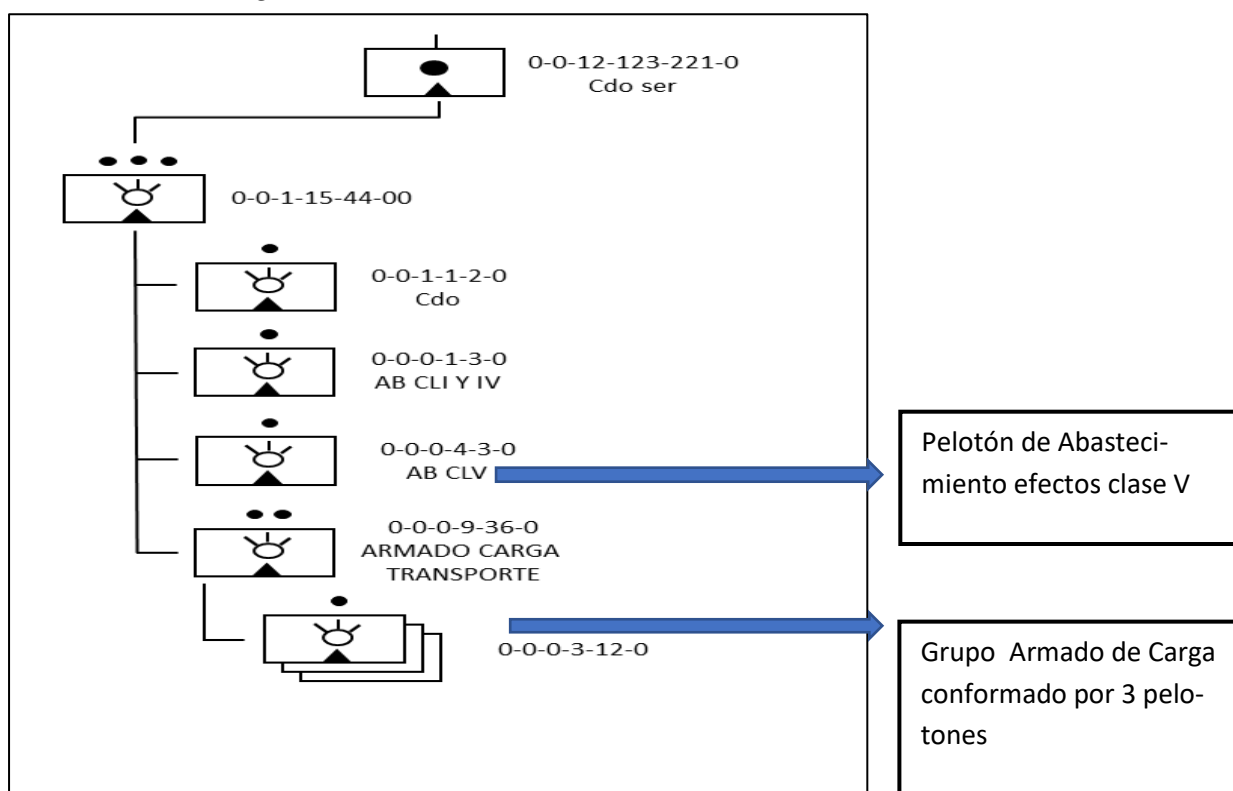 0-0-12-123-221-0
Cdo ser
0-0-1-15-44-00
0-0-1-1-2-0
Cdo
0-0-0-1-3-0
AB CLI Y IV
0-0-0-4-3-0
AB CLV
Pelotón de Abasteci-
miento efectos clase V
0-0-0-9-36-0
ARMADO CARGA
TRANSPORTE
0-0-0-3-12-0
Grupo Armado de Carga
conformado por 3 pelo-
tones